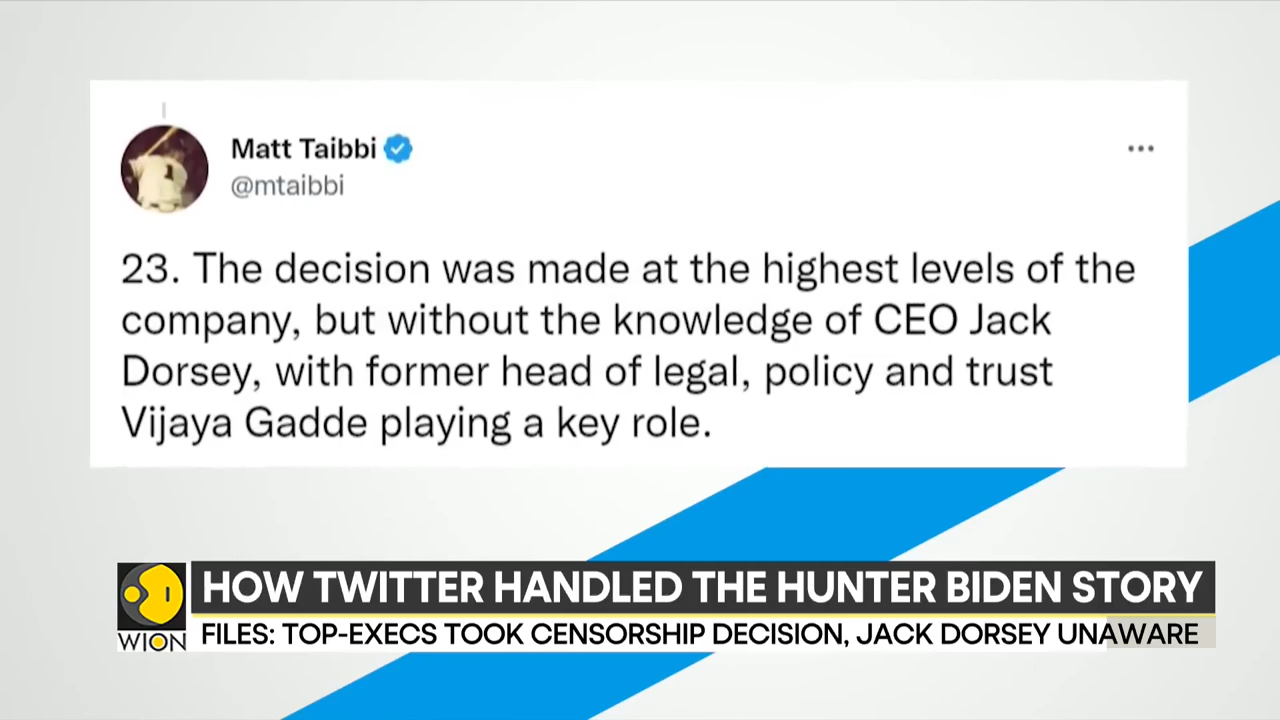 Matt Taibbi
@mtaibbi
23. The decision was made at the highest levels of the
company, but without the knowledge of CEO Jack
Dorsey, with former head of legal, policy and trust
Vijaya Gadde playing a key role.
HOW TWITTER HANDLED THE HUNTER BIDEN STORY
WION
FILES: TOP-EXECS TOOK CENSORSHIP DECISION, JACK DORSEY UNAWARE